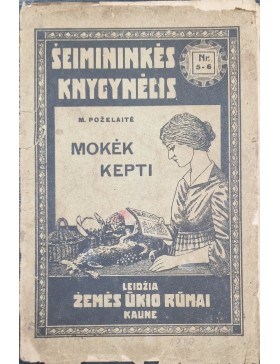 ŠEIMININKĖS
KNYGYNĖLIS
Nr.
5-6
M. POŽELAITĖ
MOKĖK
KEPTI
LEIDŽIA
ŽEMĖS ŪKIO RŪMAI
KAUNE